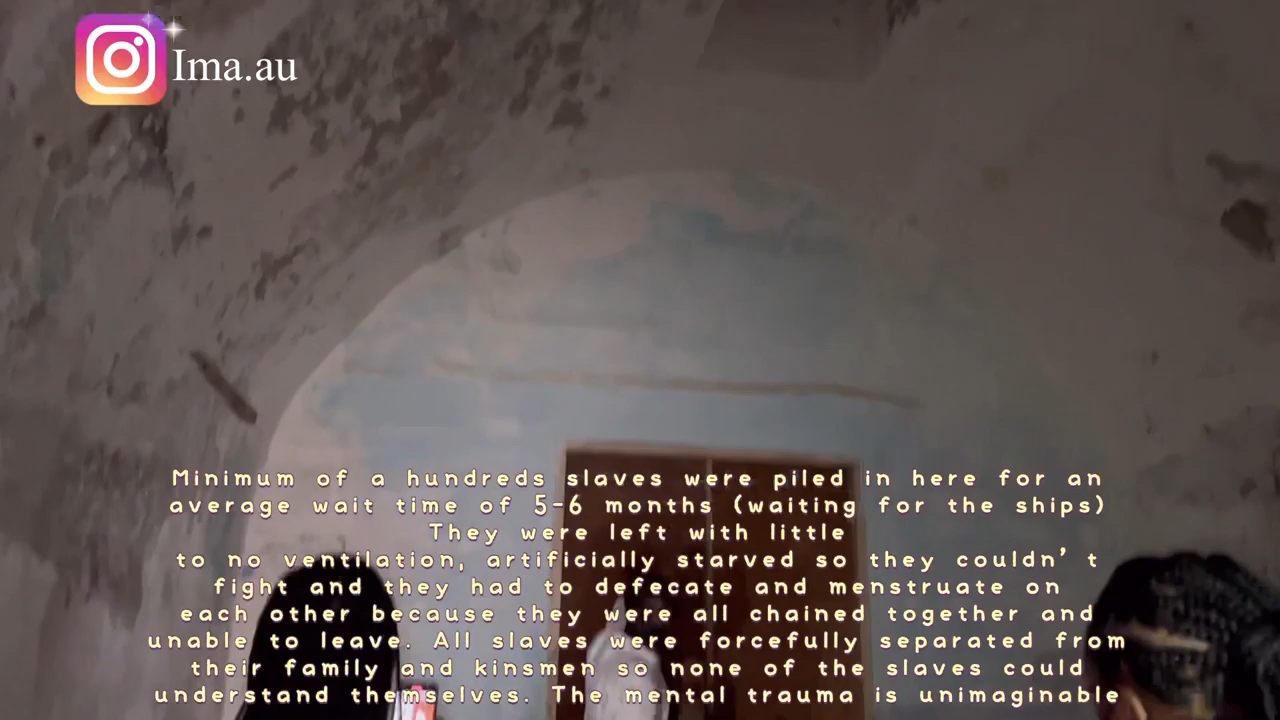 Ima.au
Minimum of a hundreds slaves were piled in here for an
average wait time of 5-6 months (waiting for the ships)
They were left with little
to no ventilation, artificially starved so they couldn’ t
fight and they had to defecate and menstruate on
each other because they were all chained together and
unable to leave. All slaves were forcefully separated from
their family and kinsmen so none of the slaves could
understand themselves. The mental trauma is unimaginable